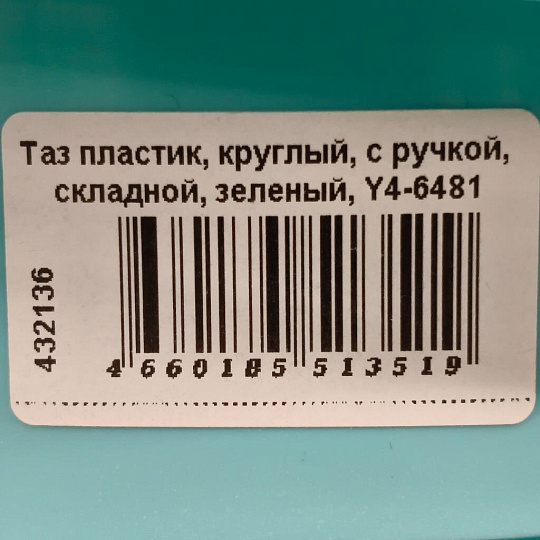 Таз пластик, круглый, с ручкой,
складной, зеленый, Y4-6481
432136
4 660185 513519